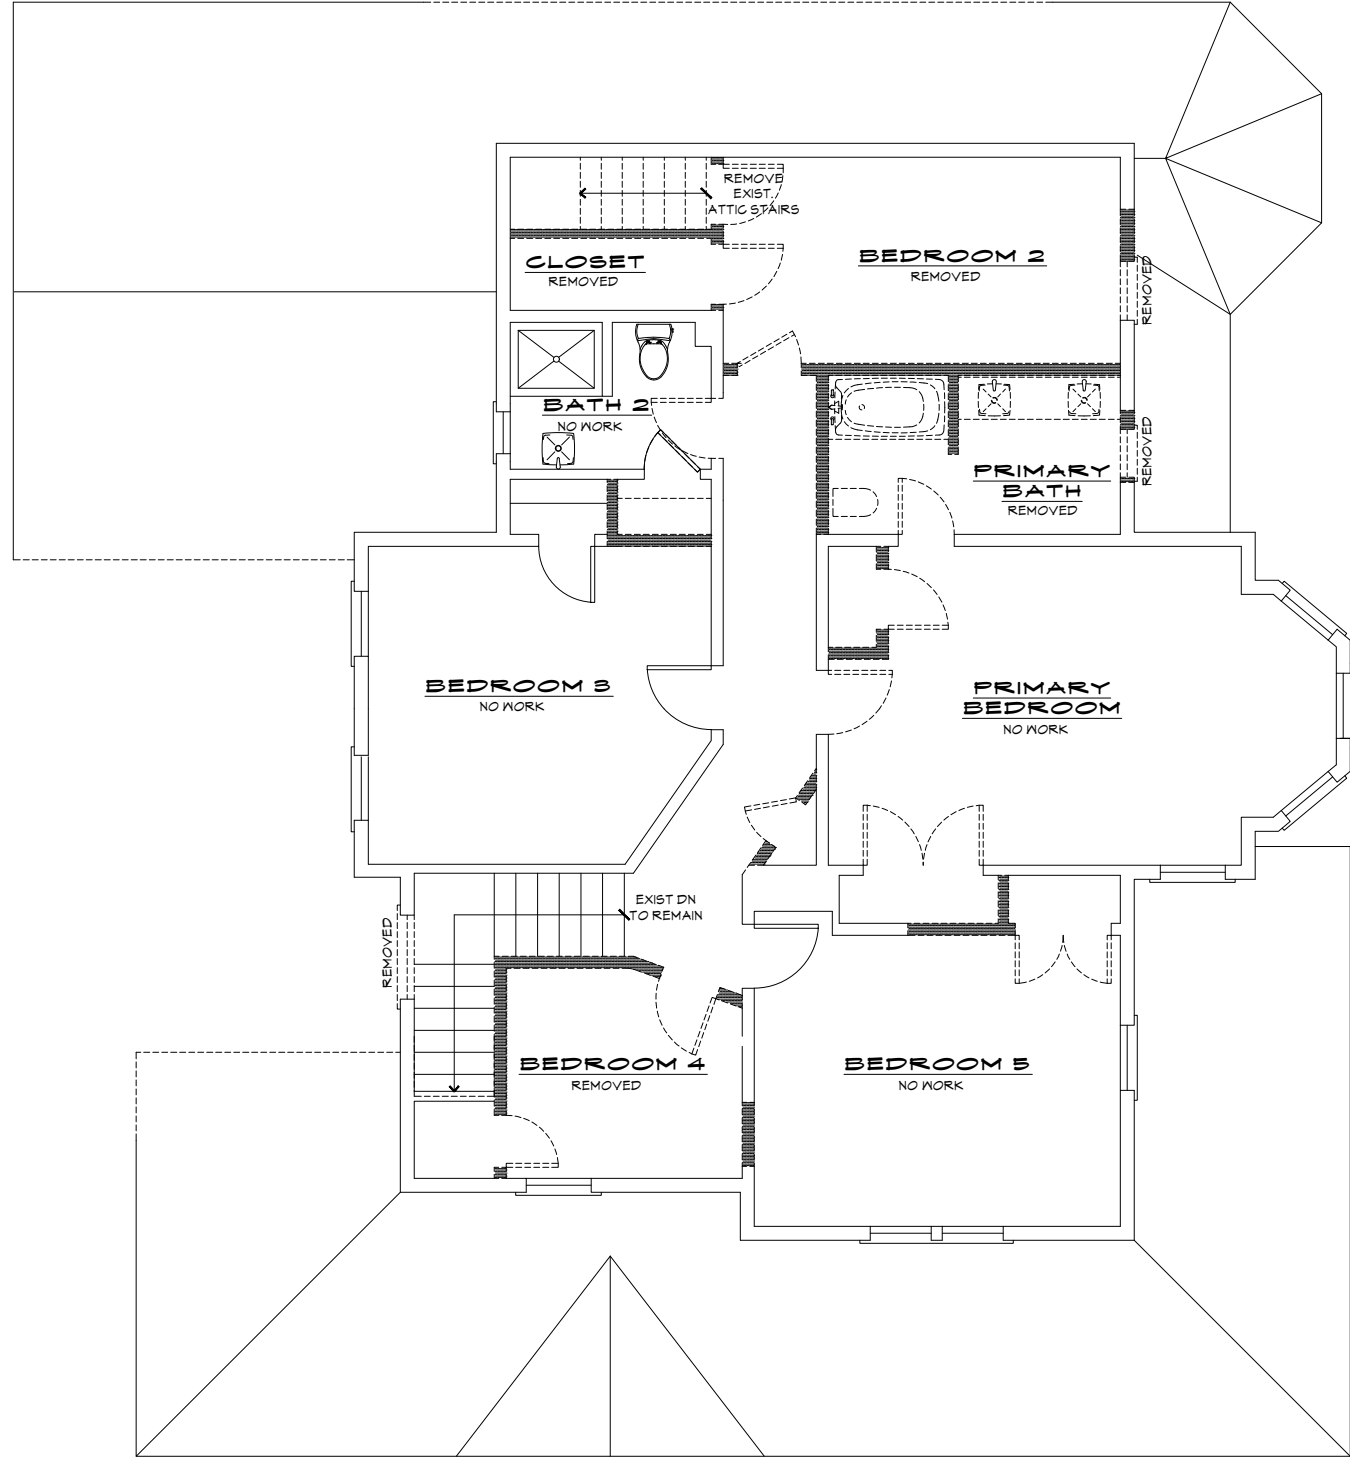 REMOVE
EXIST.
ATTIC STAIRS
CLOSET
REMOVED
BEDROOM 2
REMOVED
REMOVED
BATH 2
NO WORK
REMOVED
PRIMARY
BATH
REMOVED
BEDROOM 3
NO WORK
PRIMARY
BEDROOM
NO WORK
EXIST DN
TO REMAIN
REMOVED
BEDROOM 4
REMOVED
BEDROOM 5
NO WORK